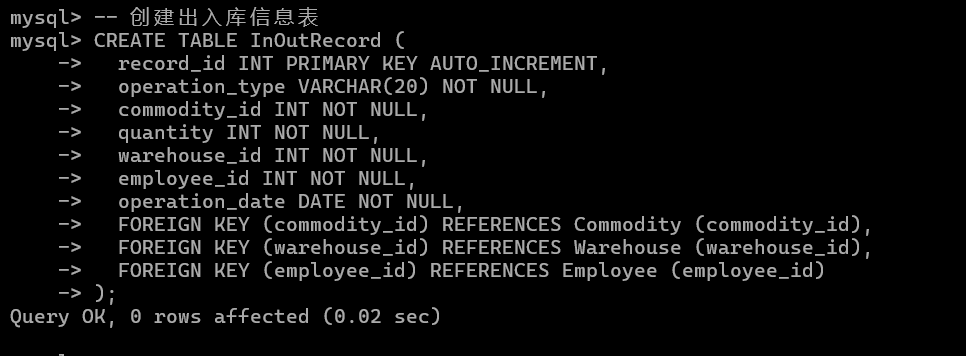 mysql> -- 创建出入库信息表
mysql> CREATE TABLE InOutRecord (
    ->   record_id INT PRIMARY KEY AUTO_INCREMENT,
    ->   operation_type VARCHAR(20) NOT NULL,
    ->   commodity_id INT NOT NULL,
    ->   quantity INT NOT NULL,
    ->   warehouse_id INT NOT NULL,
    ->   employee_id INT NOT NULL,
    ->   operation_date DATE NOT NULL,
    ->   FOREIGN KEY (commodity_id) REFERENCES Commodity (commodity_id),
    ->   FOREIGN KEY (warehouse_id) REFERENCES Warehouse (warehouse_id),
    ->   FOREIGN KEY (employee_id) REFERENCES Employee (employee_id)
    -> );
Query OK, 0 rows affected (0.02 sec)